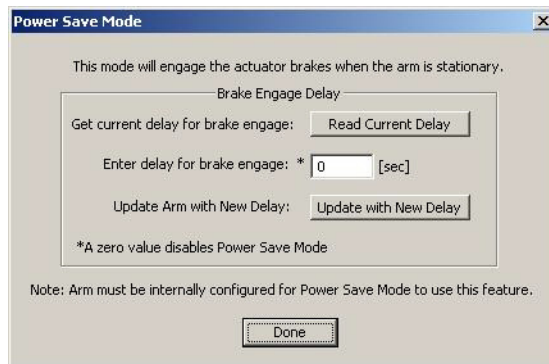 Power Save Mode
This mode will engage the actuator brakes when the arm is stationary.
Brake Engage Delay
Get current delay for brake engage: Read Current Delay
Enter delay for brake engage: * 0 [sec]
Update Arm with New Delay: Update with New Delay
*A zero value disables Power Save Mode
Note: Arm must be internally configured for Power Save Mode to use this feature.
Done